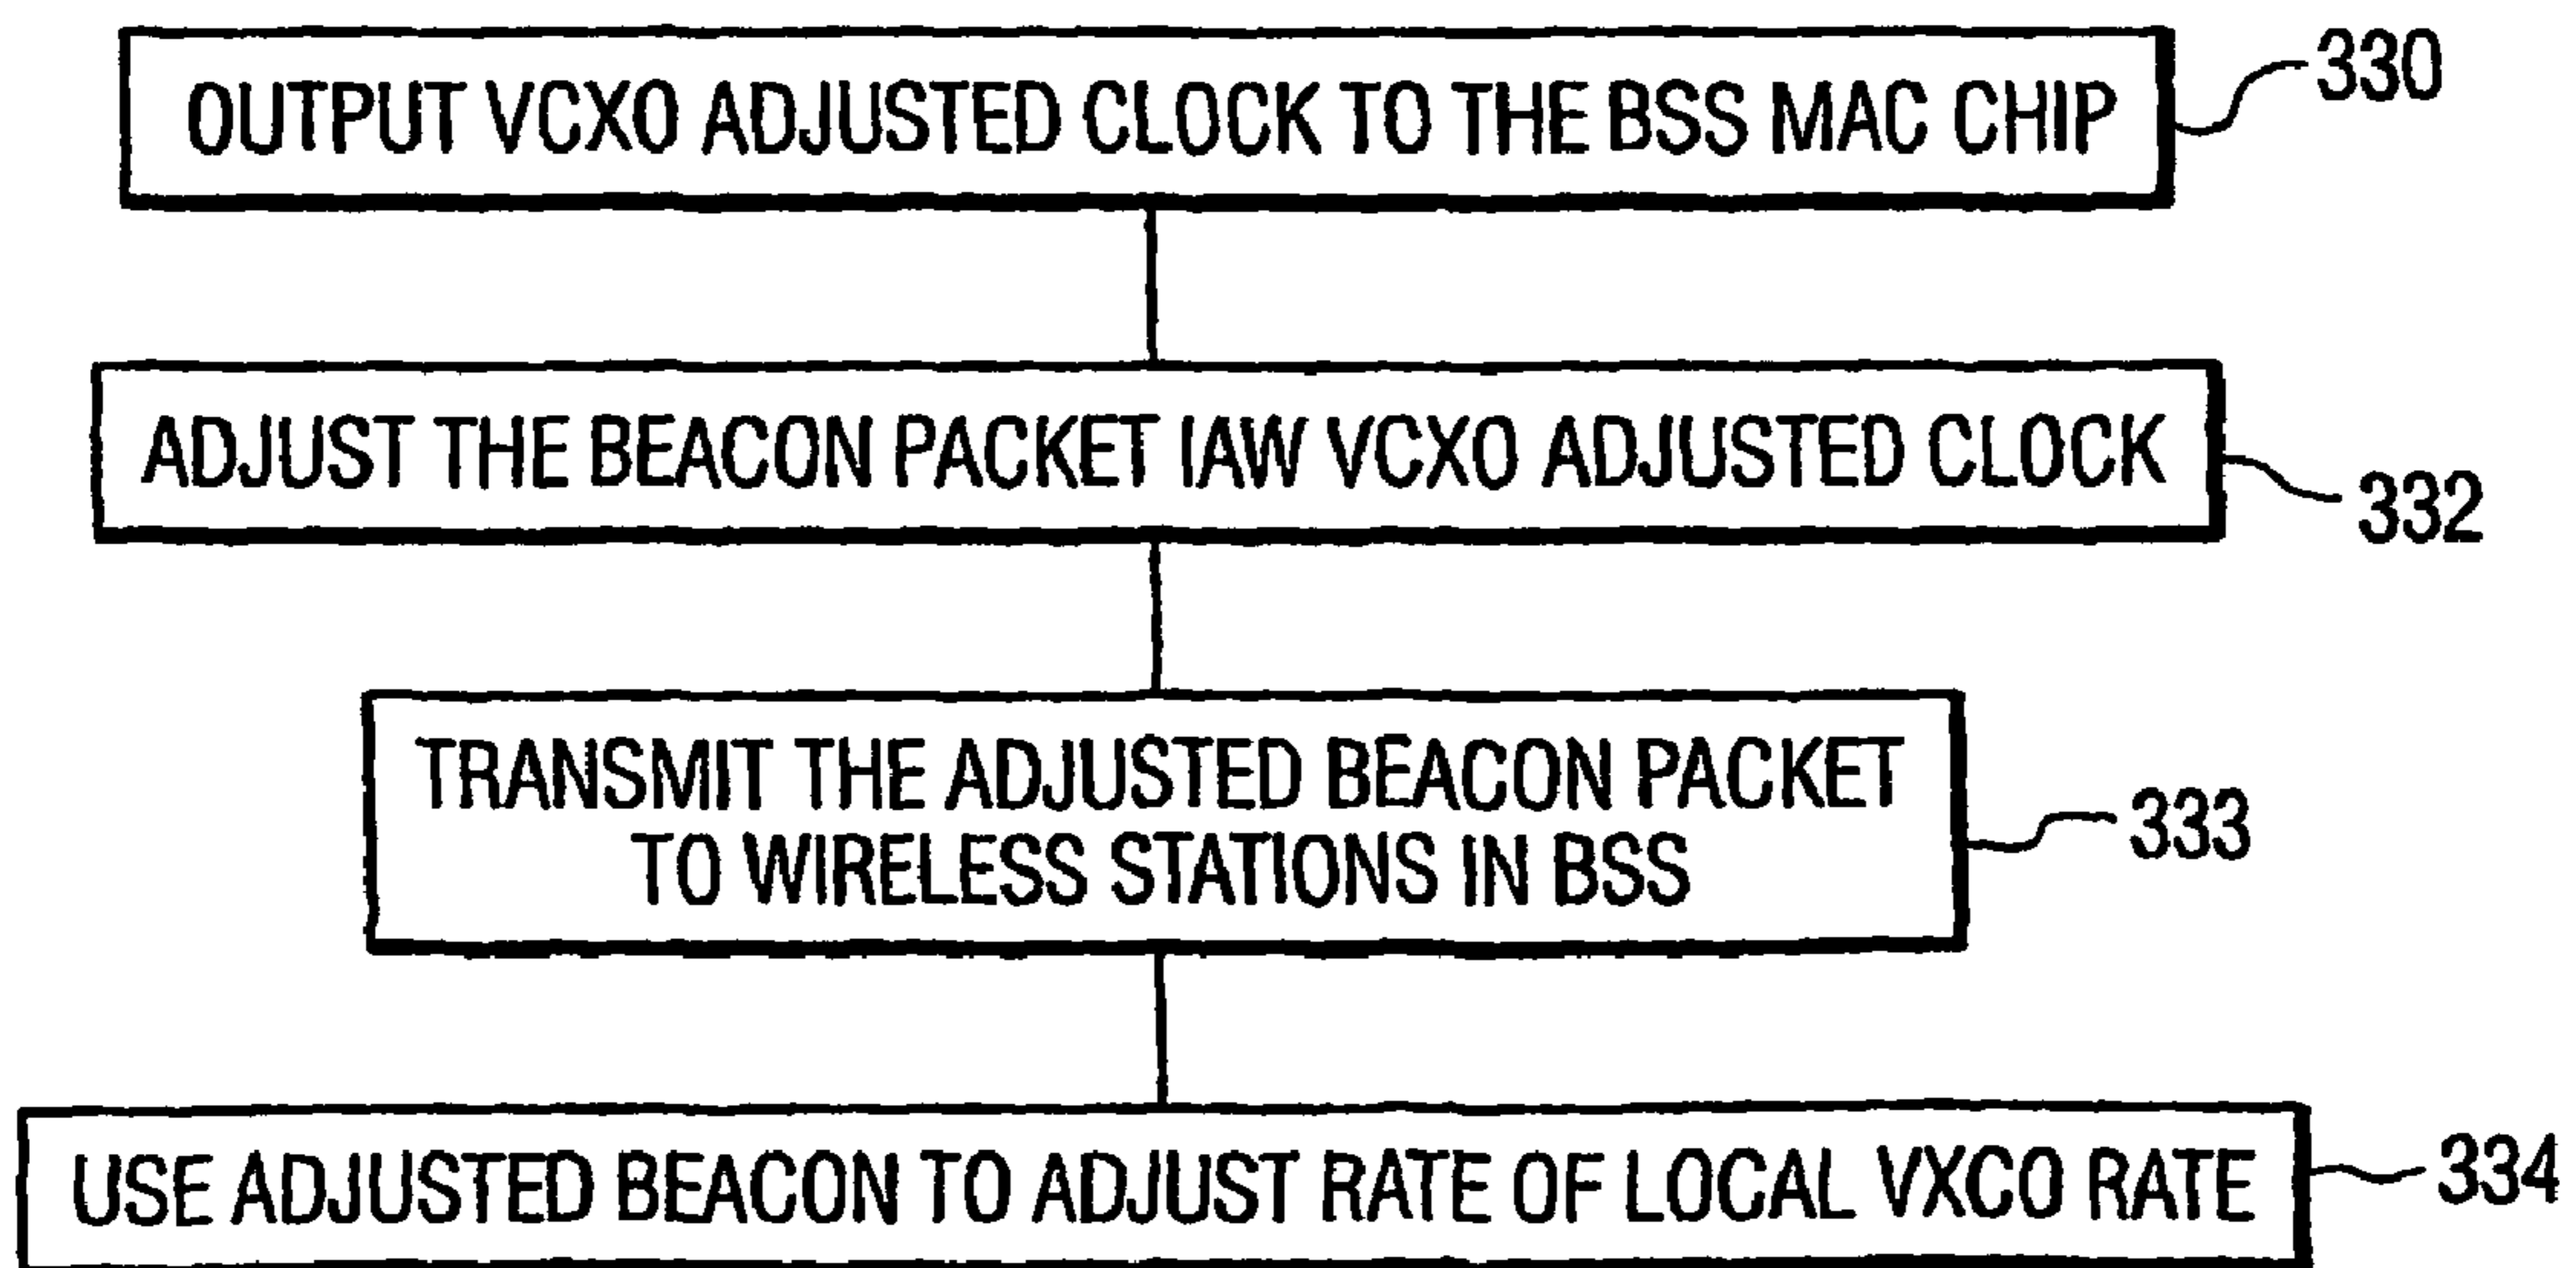 OUTPUT VCXO ADJUSTED CLOCK TO THE BSS MAC CHIP
330
ADJUST THE BEACON PACKET IAW VCXO ADJUSTED CLOCK
332
TRANSMIT THE ADJUSTED BEACON PACKET
TO WIRELESS STATIONS IN BSS
333
USE ADJUSTED BEACON TO ADJUST RATE OF LOCAL VXCO RATE
334